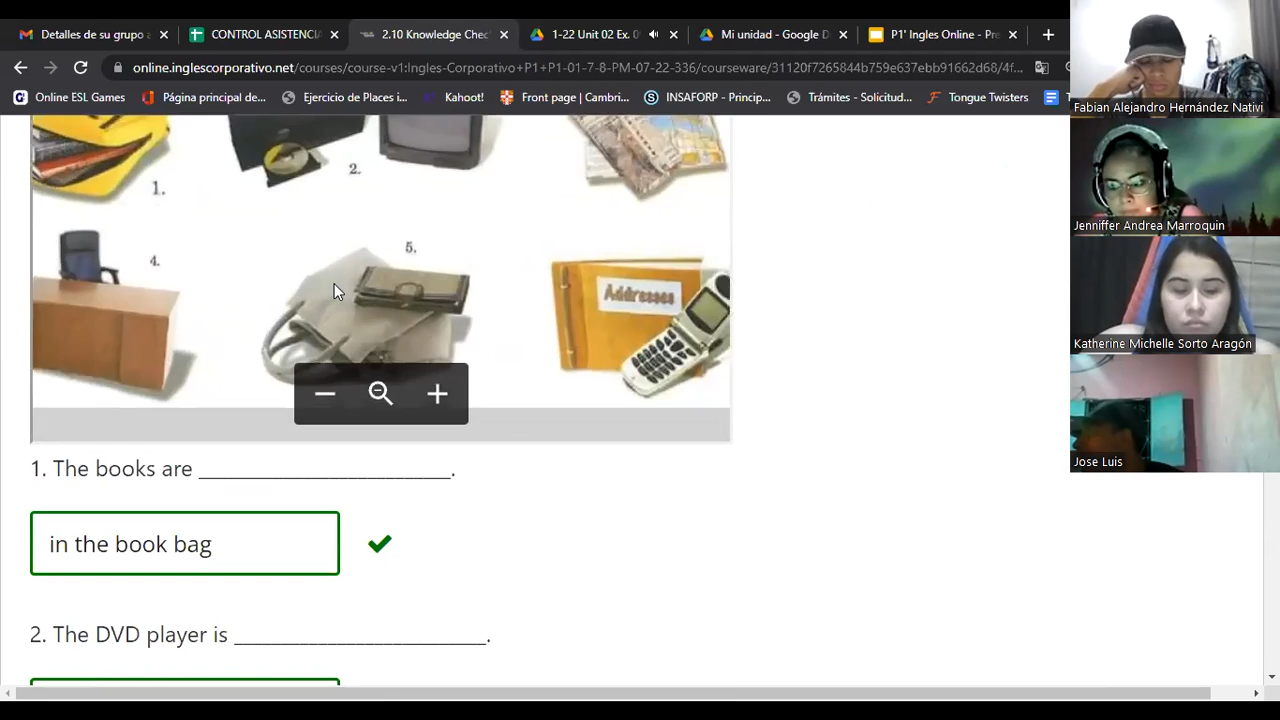 Detalles de su grupo a
CONTROL ASISTENCIA
2.10 Knowledge Chec
1-22 Unit 02 Ex. 0
Mi unidad - Google D
P1' Ingles Online - Pre
online.inglescorporativo.net/courses/course-v1:Ingles-Corporativo+P1+P1-01-7-8-PM-07-22-336/courseware/31120f7265844b759e637ebb91662d68/4f...
Online ESL Games
Página principal de...
Ejercicio de Places i...
Kahoot!
Front page | Cambri...
INSAFORP - Princip...
Trámites - Solicitud...
Tongue Twisters
Fabian Alejandro Hernández Nativi
Jenniffer Andrea Marroquin
Katherine Michelle Sorto Aragón
Jose Luis
1.
2.
4.
5.
Addresses
1. The books are ________________________.
in the book bag
2. The DVD player is ________________________.